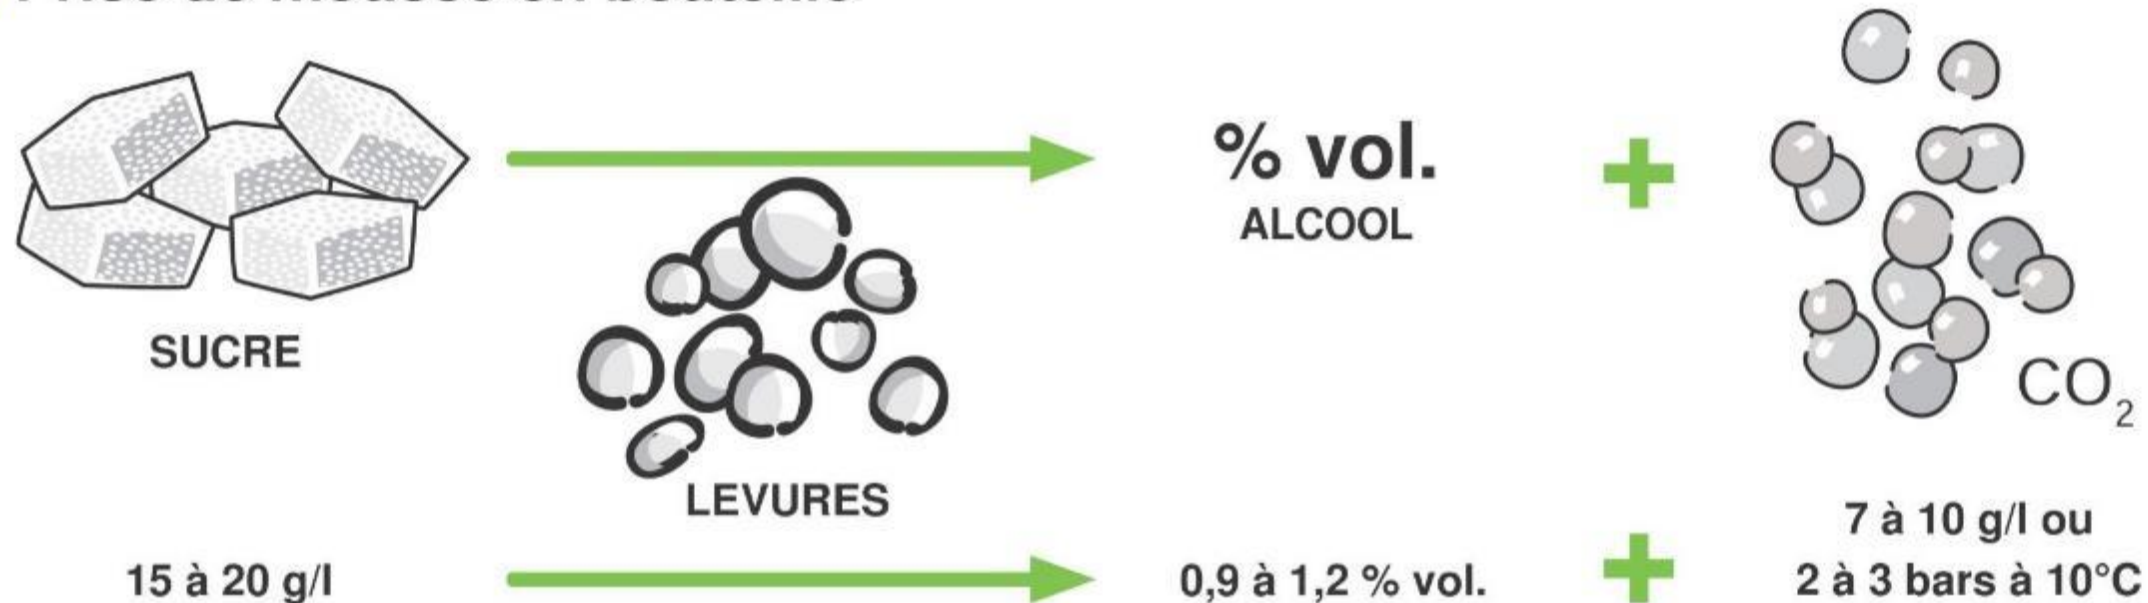 % vol.
ALCOOL
SUCRE
CO₂
LEVURES
7 à 10 g/l ou
15 à 20 g/l
0,9 à 1,2 % vol.
2 à 3 bars à 10°C